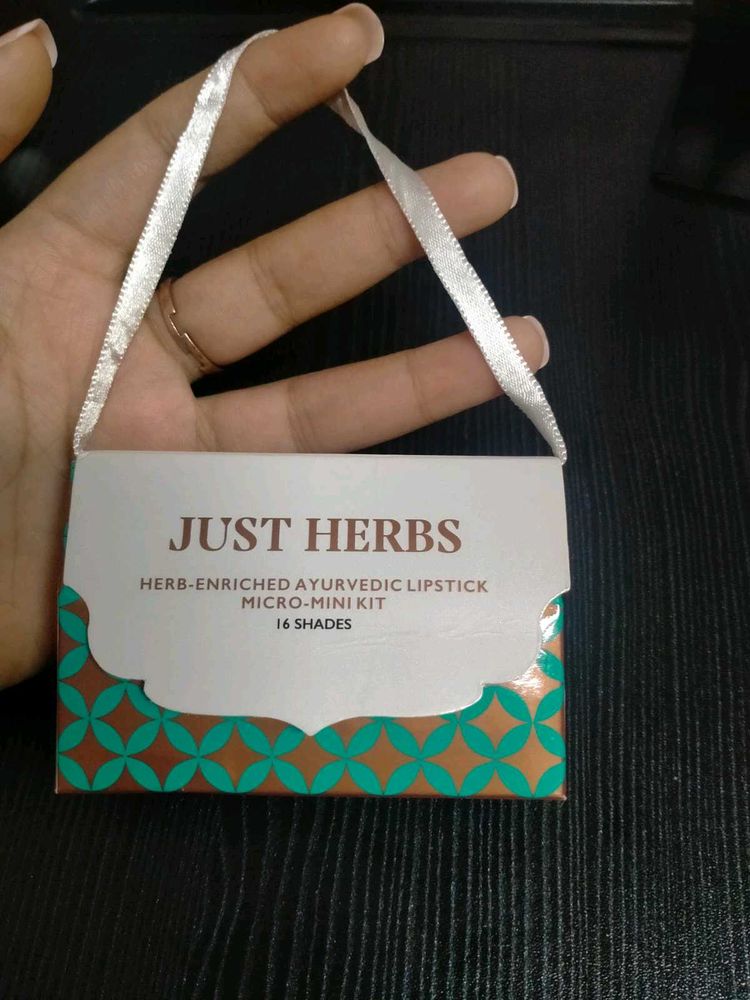 JUST HERBS
HERB-ENRICHED AYURVEDIC LIPSTICK
MICRO-MINI KIT
16 SHADES